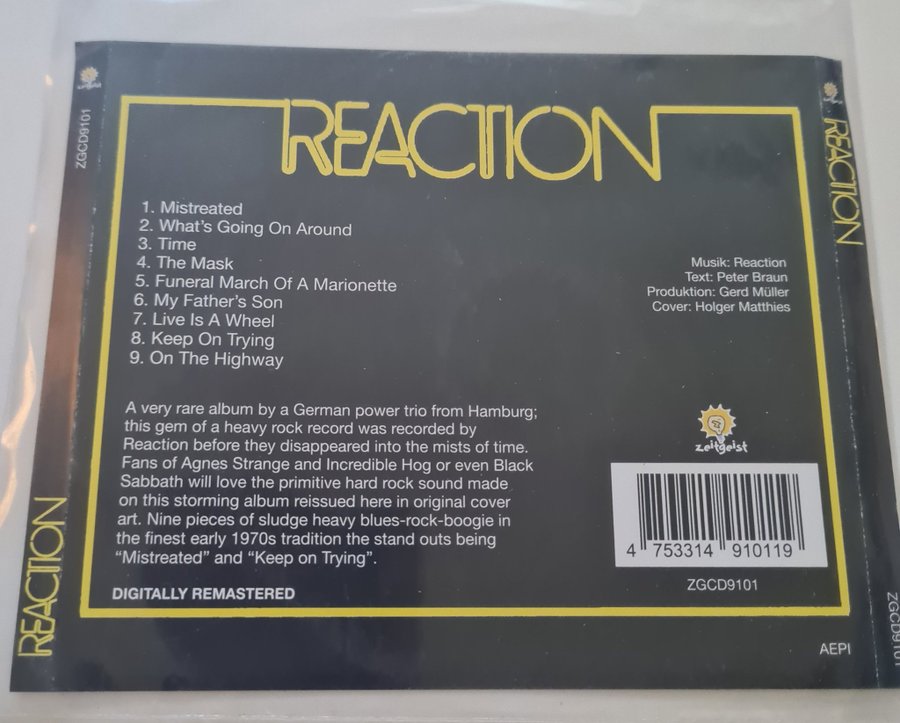 zeitgeist
ZGCD9101
REACTION
REACTION
1. Mistreated
2. What's Going On Around
3. Time
4. The Mask
5. Funeral March Of A Marionette
6. My Father's Son
7. Live Is A Wheel
8. Keep On Trying
9. On The Highway
Musik: Reaction
Text: Peter Braun
Produktion: Gerd Müller
Cover: Holger Matthies
A very rare album by a German power trio from Hamburg;
this gem of a heavy rock record was recorded by
Reaction before they disappeared into the mists of time.
Fans of Agnes Strange and Incredible Hog or even Black
Sabbath will love the primitive hard rock sound made
on this storming album reissued here in original cover
art. Nine pieces of sludge heavy blues-rock-boogie in
the finest early 1970s tradition the stand outs being
“Mistreated” and “Keep on Trying”.
DIGITALLY REMASTERED
zeitgeist
4 753314 910119
ZGCD9101
AEPI
REACTION
ZGCD9101